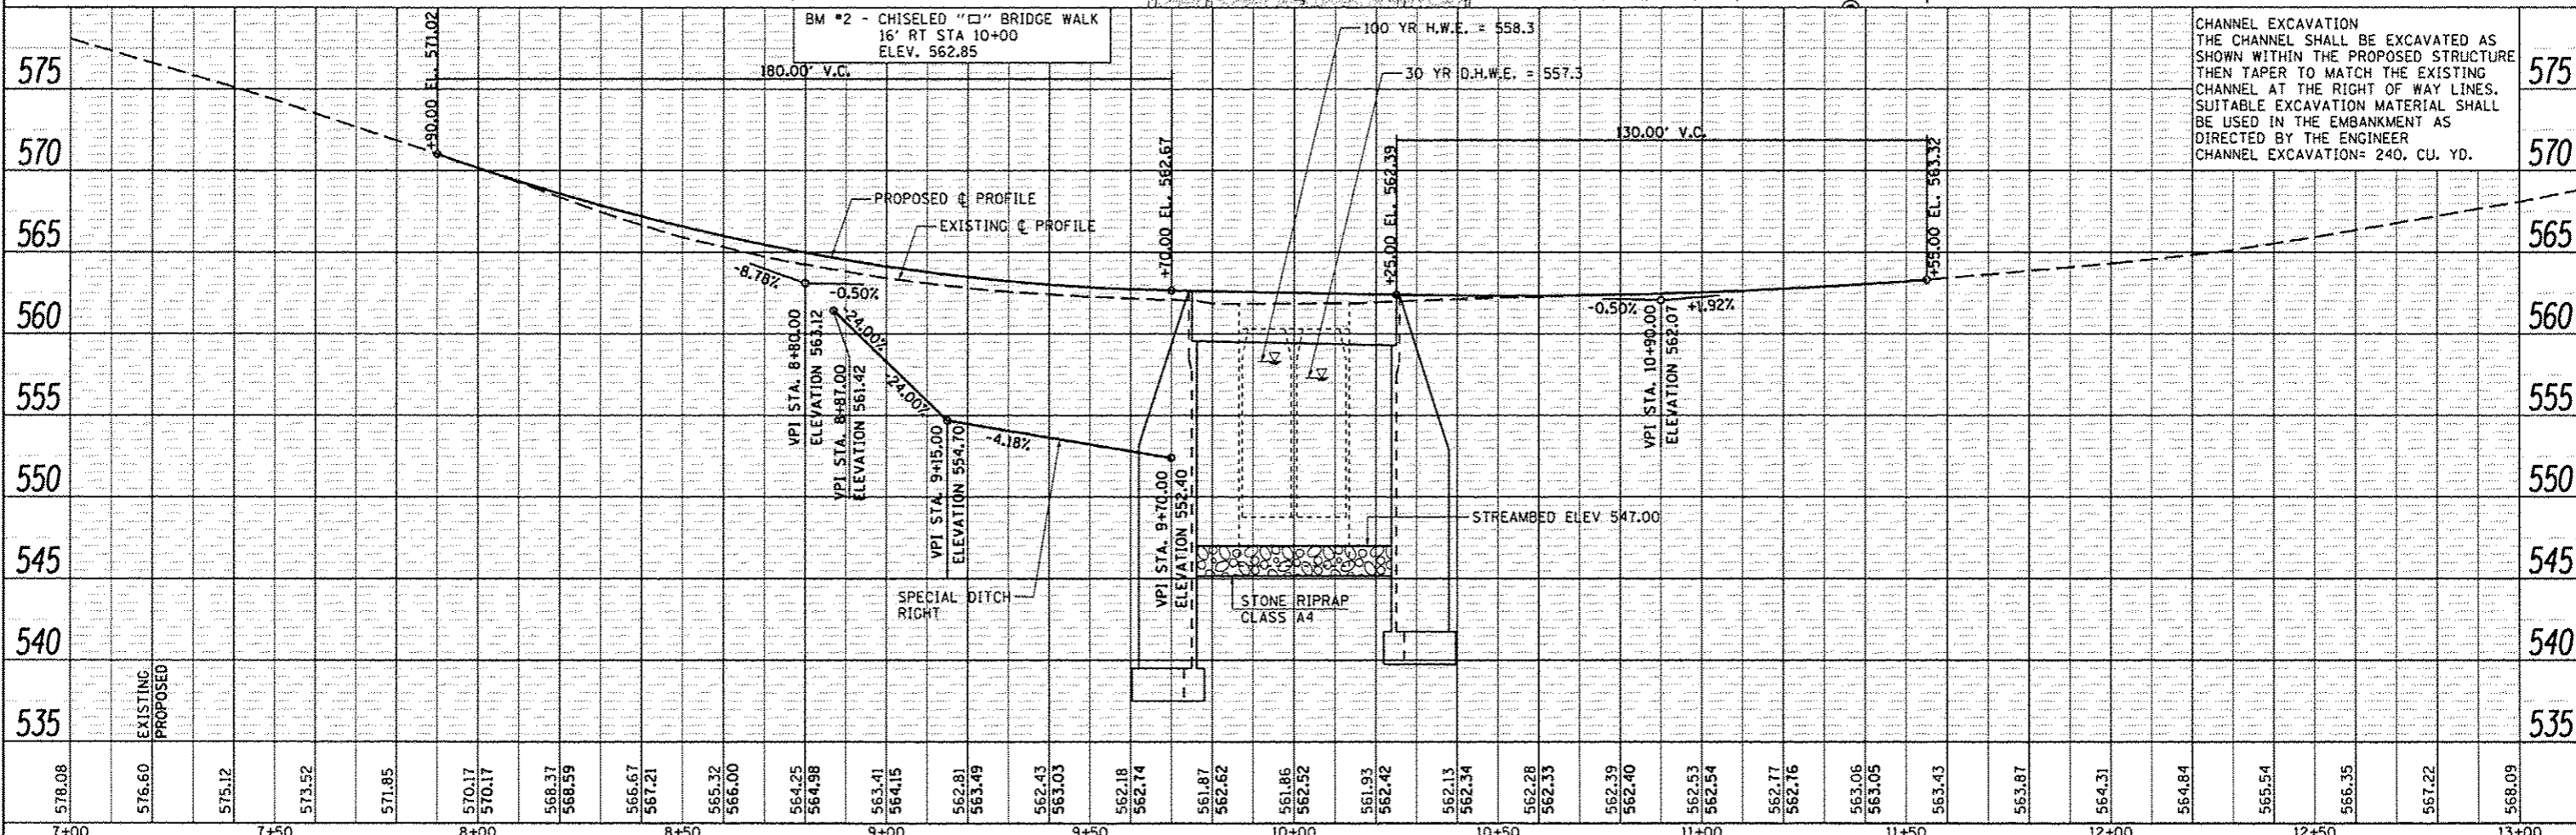 BM #2 - CHISELED "□" BRIDGE WALK
16' RT STA 10+00
ELEV. 562.85
100 YR H.W.E. = 558.3
30 YR D.H.W.E. = 557.3
CHANNEL EXCAVATION
THE CHANNEL SHALL BE EXCAVATED AS
SHOWN WITHIN THE PROPOSED STRUCTURE
THEN TAPER TO MATCH THE EXISTING
CHANNEL AT THE RIGHT OF WAY LINES.
SUITABLE EXCAVATION MATERIAL SHALL
BE USED IN THE EMBANKMENT AS
DIRECTED BY THE ENGINEER
CHANNEL EXCAVATION= 240. CU. YD.
575
570
565
560
555
550
545
540
535
575
570
565
560
555
550
545
540
535
+90.00 EL. 571.02
180.00' V.C.
+70.00 EL. 562.67
+25.00 EL. 562.39
130.00' V.C.
+55.00 EL. 563.32
PROPOSED ℄ PROFILE
EXISTING ℄ PROFILE
-8.78%
-0.50%
VPI STA. 8+80.00
ELEVATION 563.12
-24.00%
-24.00%
VPI STA. 8+87.00
ELEVATION 561.42
VPI STA. 9+15.00
ELEVATION 554.70
-4.18%
SPECIAL DITCH
RIGHT
VPI STA. 9+70.00
ELEVATION 552.40
STREAMBED ELEV 547.00
STONE RIPRAP
CLASS A4
-0.50%
+1.92%
VPI STA. 10+90.00
ELEVATION 562.07
EXISTING
PROPOSED
578.08
576.60
575.12
573.52
571.85
570.17
570.17
568.37
568.59
566.67
567.21
565.32
566.00
564.25
564.98
563.41
564.15
562.81
563.49
562.43
563.03
562.18
562.74
561.87
562.62
561.86
562.52
561.93
562.42
562.13
562.34
562.28
562.33
562.39
562.40
562.53
562.54
562.77
562.76
563.06
563.05
563.43
563.87
564.31
564.84
565.54
566.35
567.22
568.09
7+00 7+50 8+00 8+50 9+00 9+50 10+00 10+50 11+00 11+50 12+00 12+50 13+00